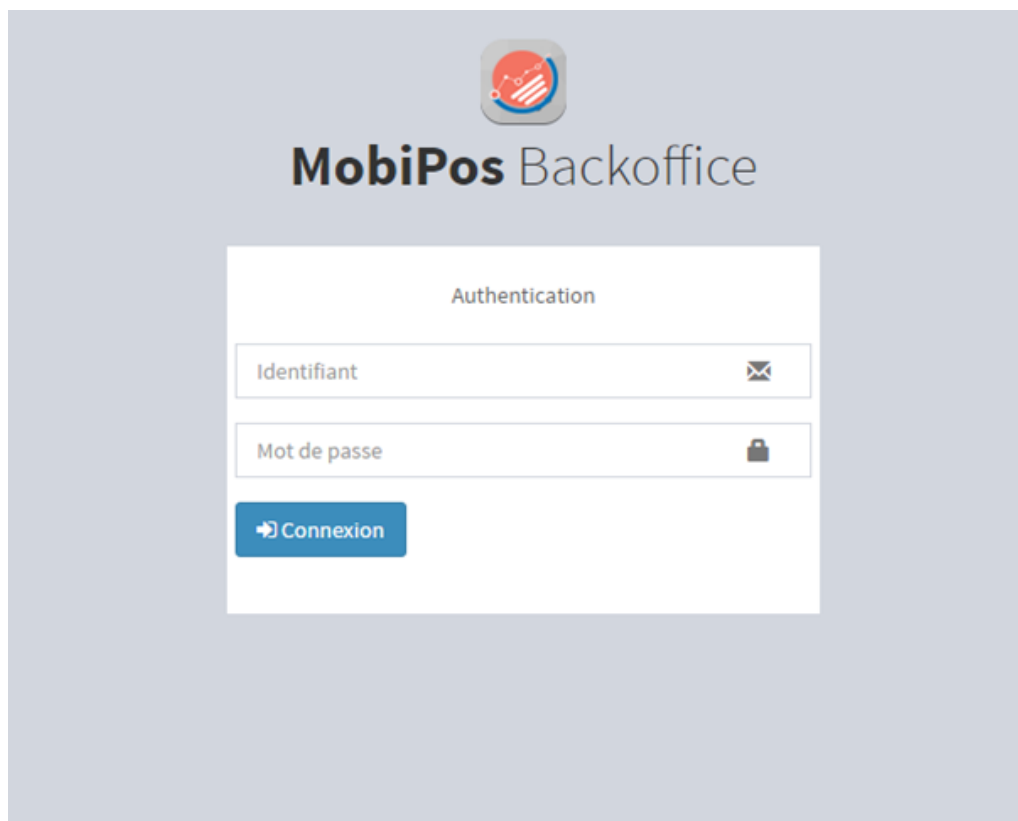 MobiPos Backoffice
Authentication
Identifiant
Mot de passe
Connexion